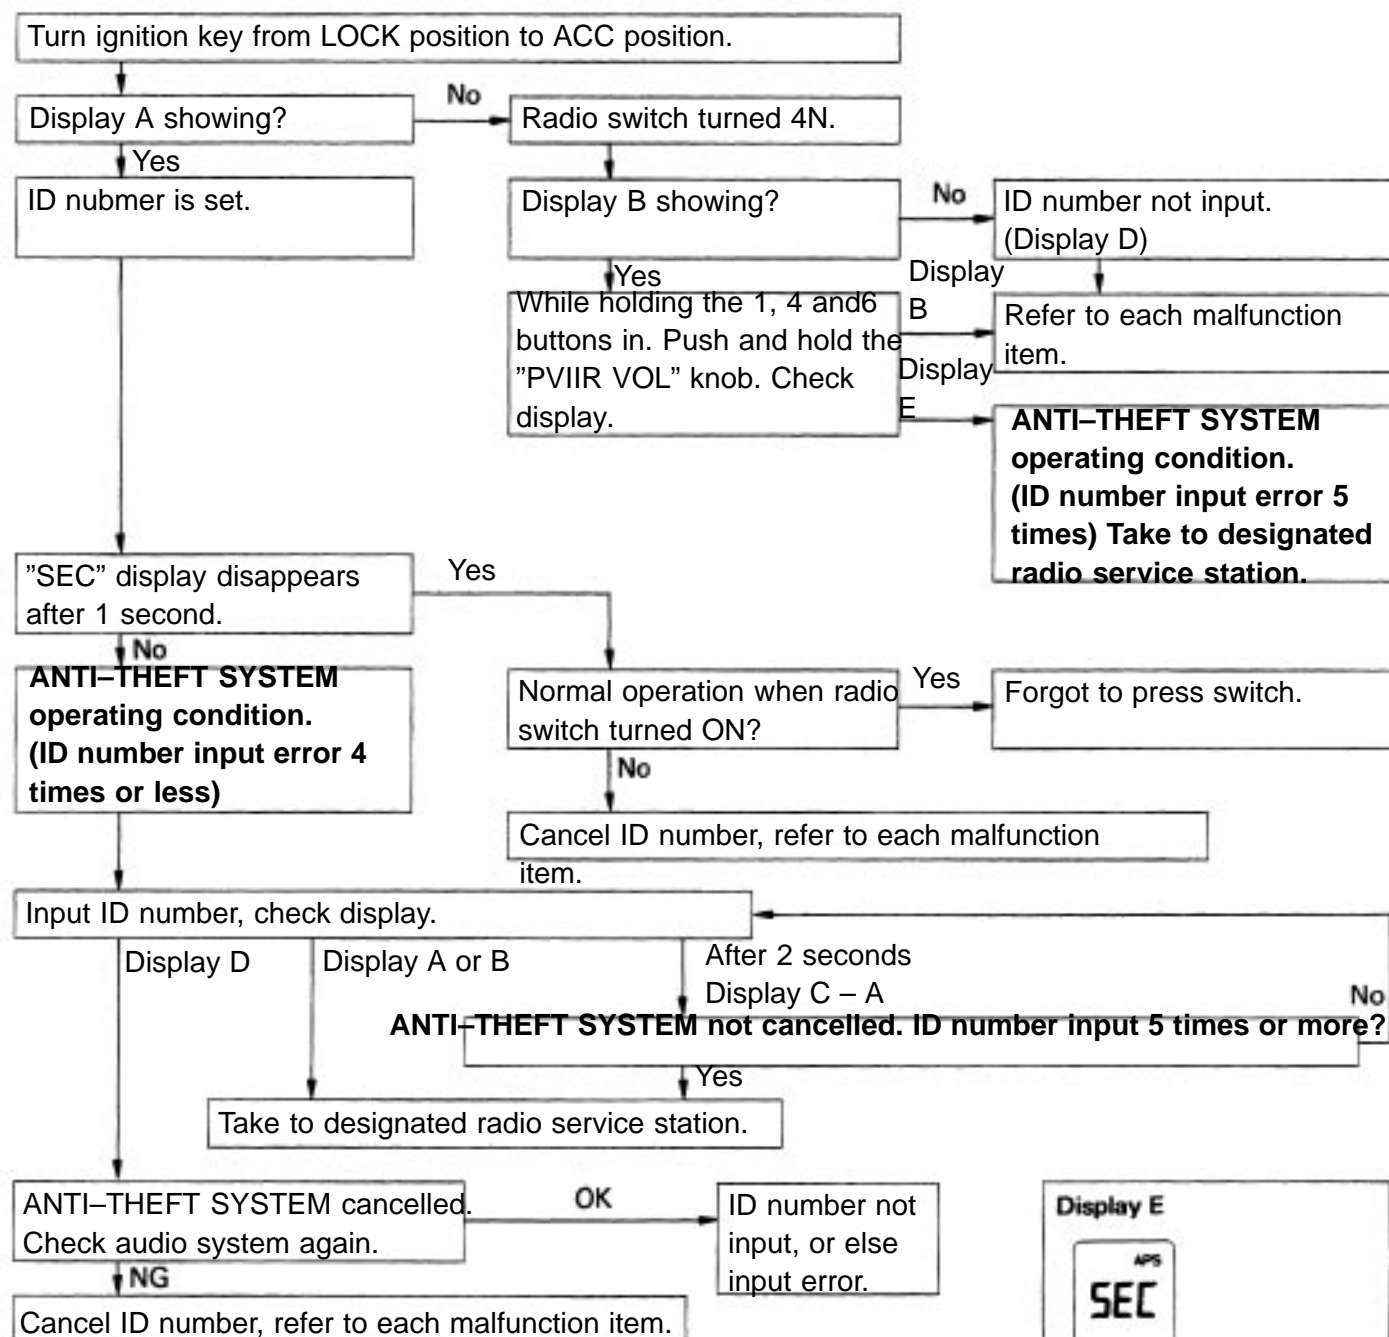 Turn ignition key from LOCK position to ACC position.
No
Display A showing?
Radio switch turned 4N.
Yes
ID nubmer is set.
Display B showing?
No
ID number not input.
(Display D)
Yes
Display
B
While holding the 1, 4 and6
buttons in. Push and hold the
"PVIIR VOL" knob. Check
display.
Refer to each malfunction
item.
Display
E
ANTI–THEFT SYSTEM
operating condition.
(ID number input error 5
times) Take to designated
radio service station.
"SEC" display disappears
after 1 second.
Yes
No
ANTI–THEFT SYSTEM
operating condition.
(ID number input error 4
times or less)
Normal operation when radio
switch turned ON?
Yes
Forgot to press switch.
No
Cancel ID number, refer to each malfunction
item.
Input ID number, check display.
Display D
Display A or B
After 2 seconds
Display C – A
No
ANTI–THEFT SYSTEM not cancelled. ID number input 5 times or more?
Yes
Take to designated radio service station.
ANTI–THEFT SYSTEM cancelled.
Check audio system again.
OK
ID number not
input, or else
input error.
NG
Cancel ID number, refer to each malfunction item.
Display E
APS
SEC